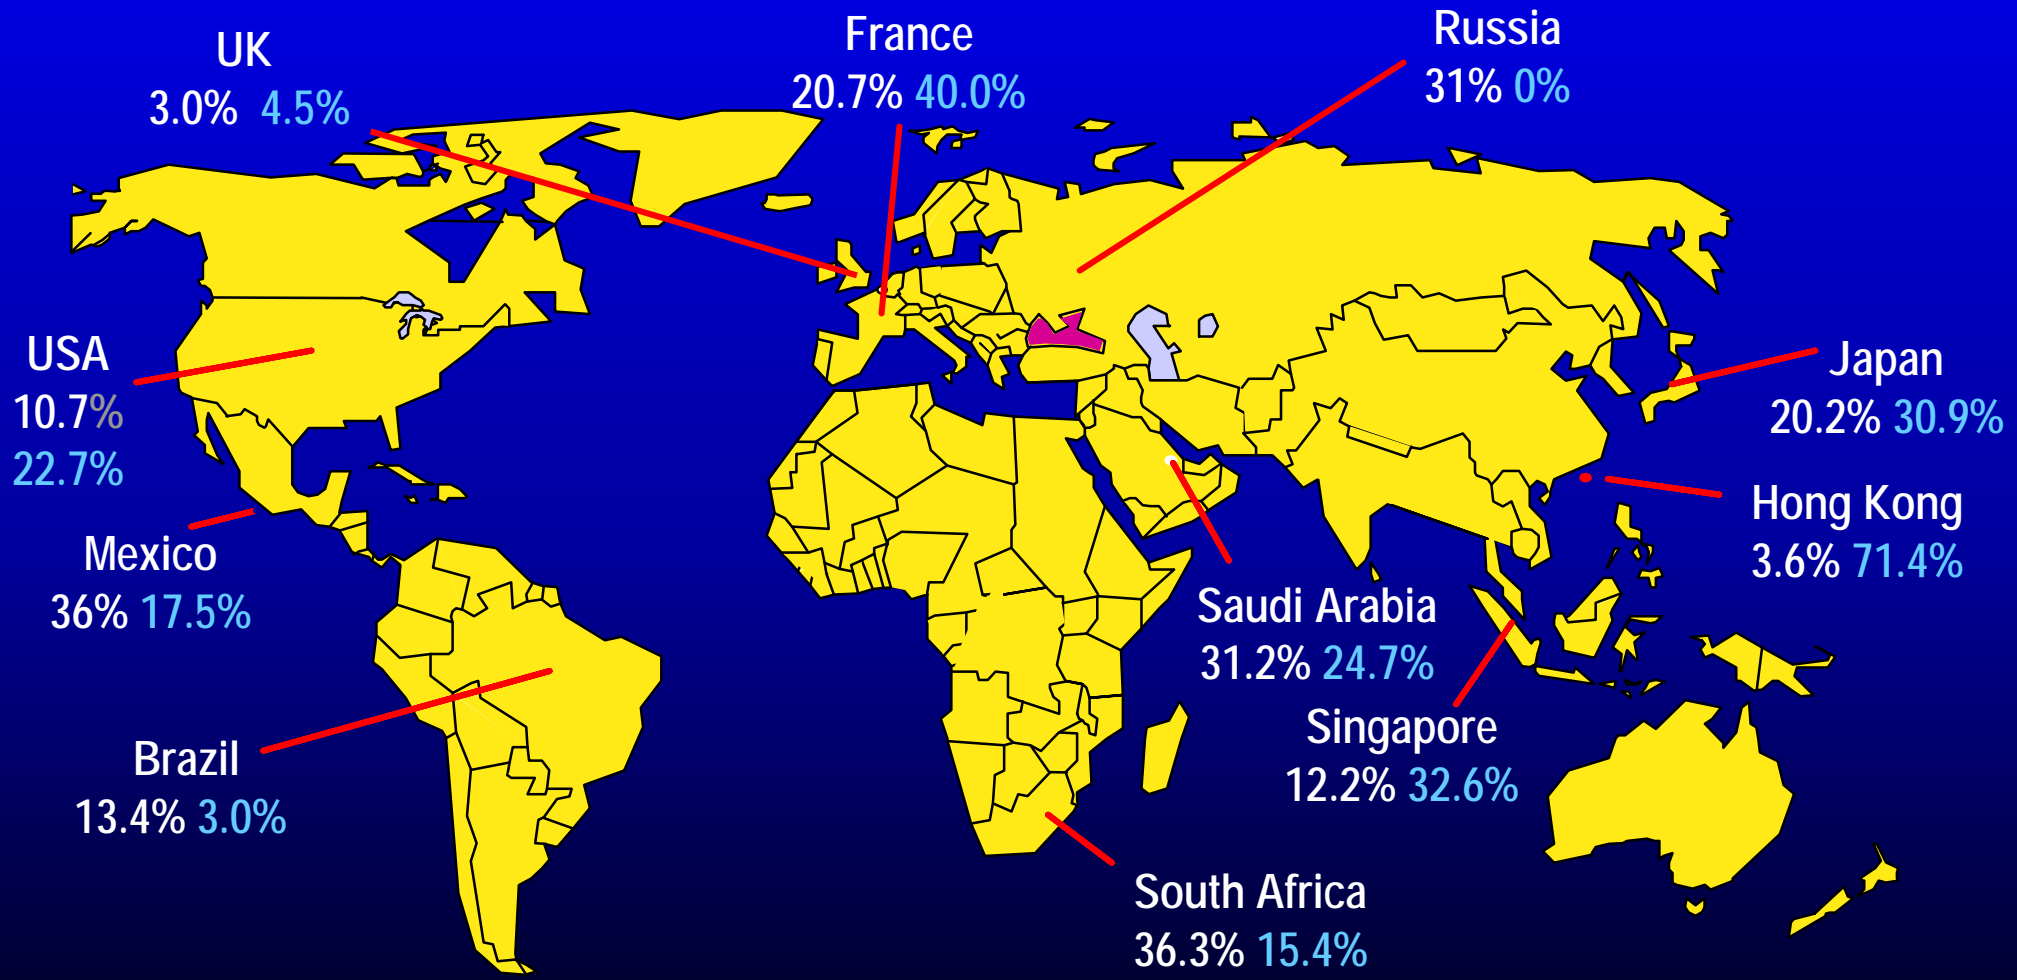 UK
3.0% 4.5%
France
20.7% 40.0%
Russia
31% 0%
USA
10.7%
22.7%
Japan
20.2% 30.9%
Hong Kong
3.6% 71.4%
Mexico
36% 17.5%
Saudi Arabia
31.2% 24.7%
Singapore
12.2% 32.6%
Brazil
13.4% 3.0%
South Africa
36.3% 15.4%